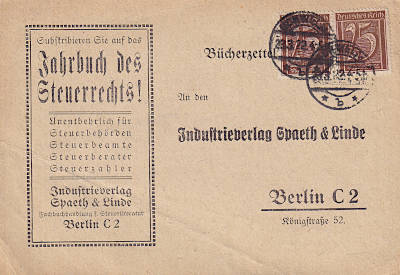 Subskribieren Sie auf das
Jahrbuch des
Steuerrechts!
Unentbehrlich für
Steuerbehörden
Steuerbeamte
Steuerberater
Steuerzahler
Industrieverlag
Spaeth & Linde
Fachbuchhandlung f. Steuerliteratur
Berlin C 2
Bücherzettel
Deutsches Reich
75
An den
Industrieverlag Spaeth & Linde
Berlin C 2
Königstraße 52.